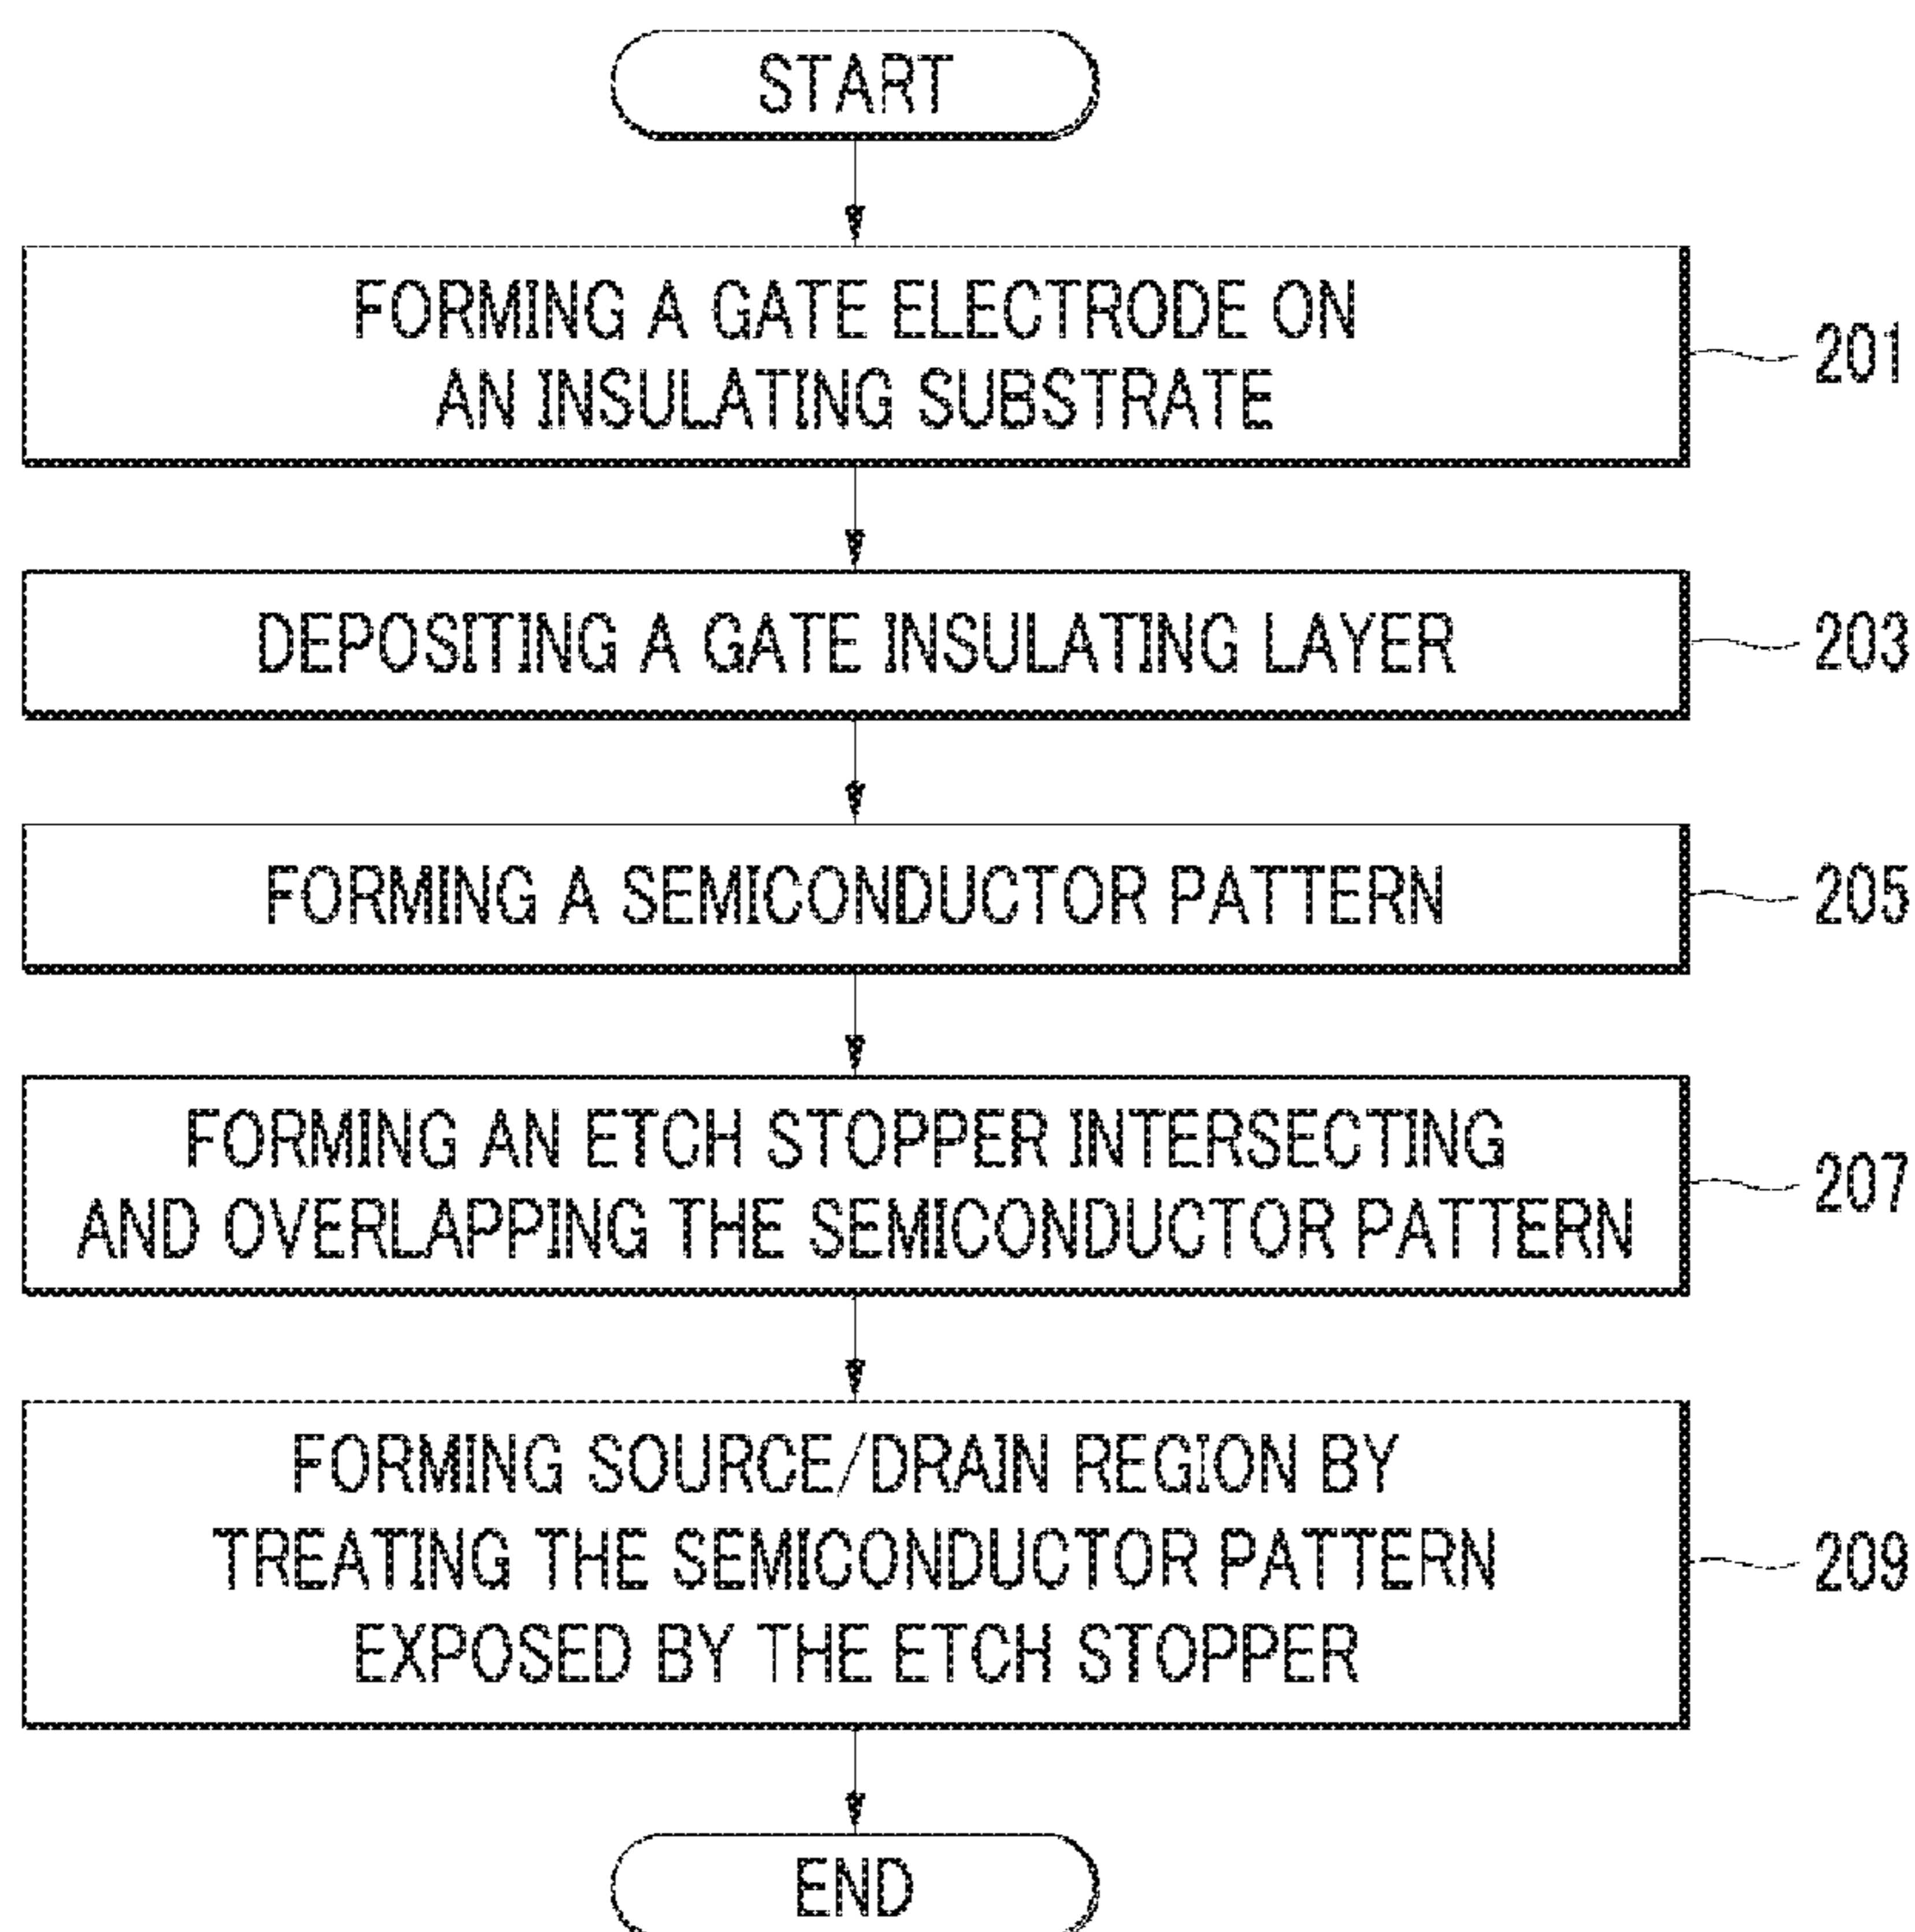 START
FORMING A GATE ELECTRODE ON
AN INSULATING SUBSTRATE
201
DEPOSITING A GATE INSULATING LAYER
203
FORMING A SEMICONDUCTOR PATTERN
205
FORMING AN ETCH STOPPER INTERSECTING
AND OVERLAPPING THE SEMICONDUCTOR PATTERN
207
FORMING SOURCE/DRAIN REGION BY
TREATING THE SEMICONDUCTOR PATTERN
EXPOSED BY THE ETCH STOPPER
209
END